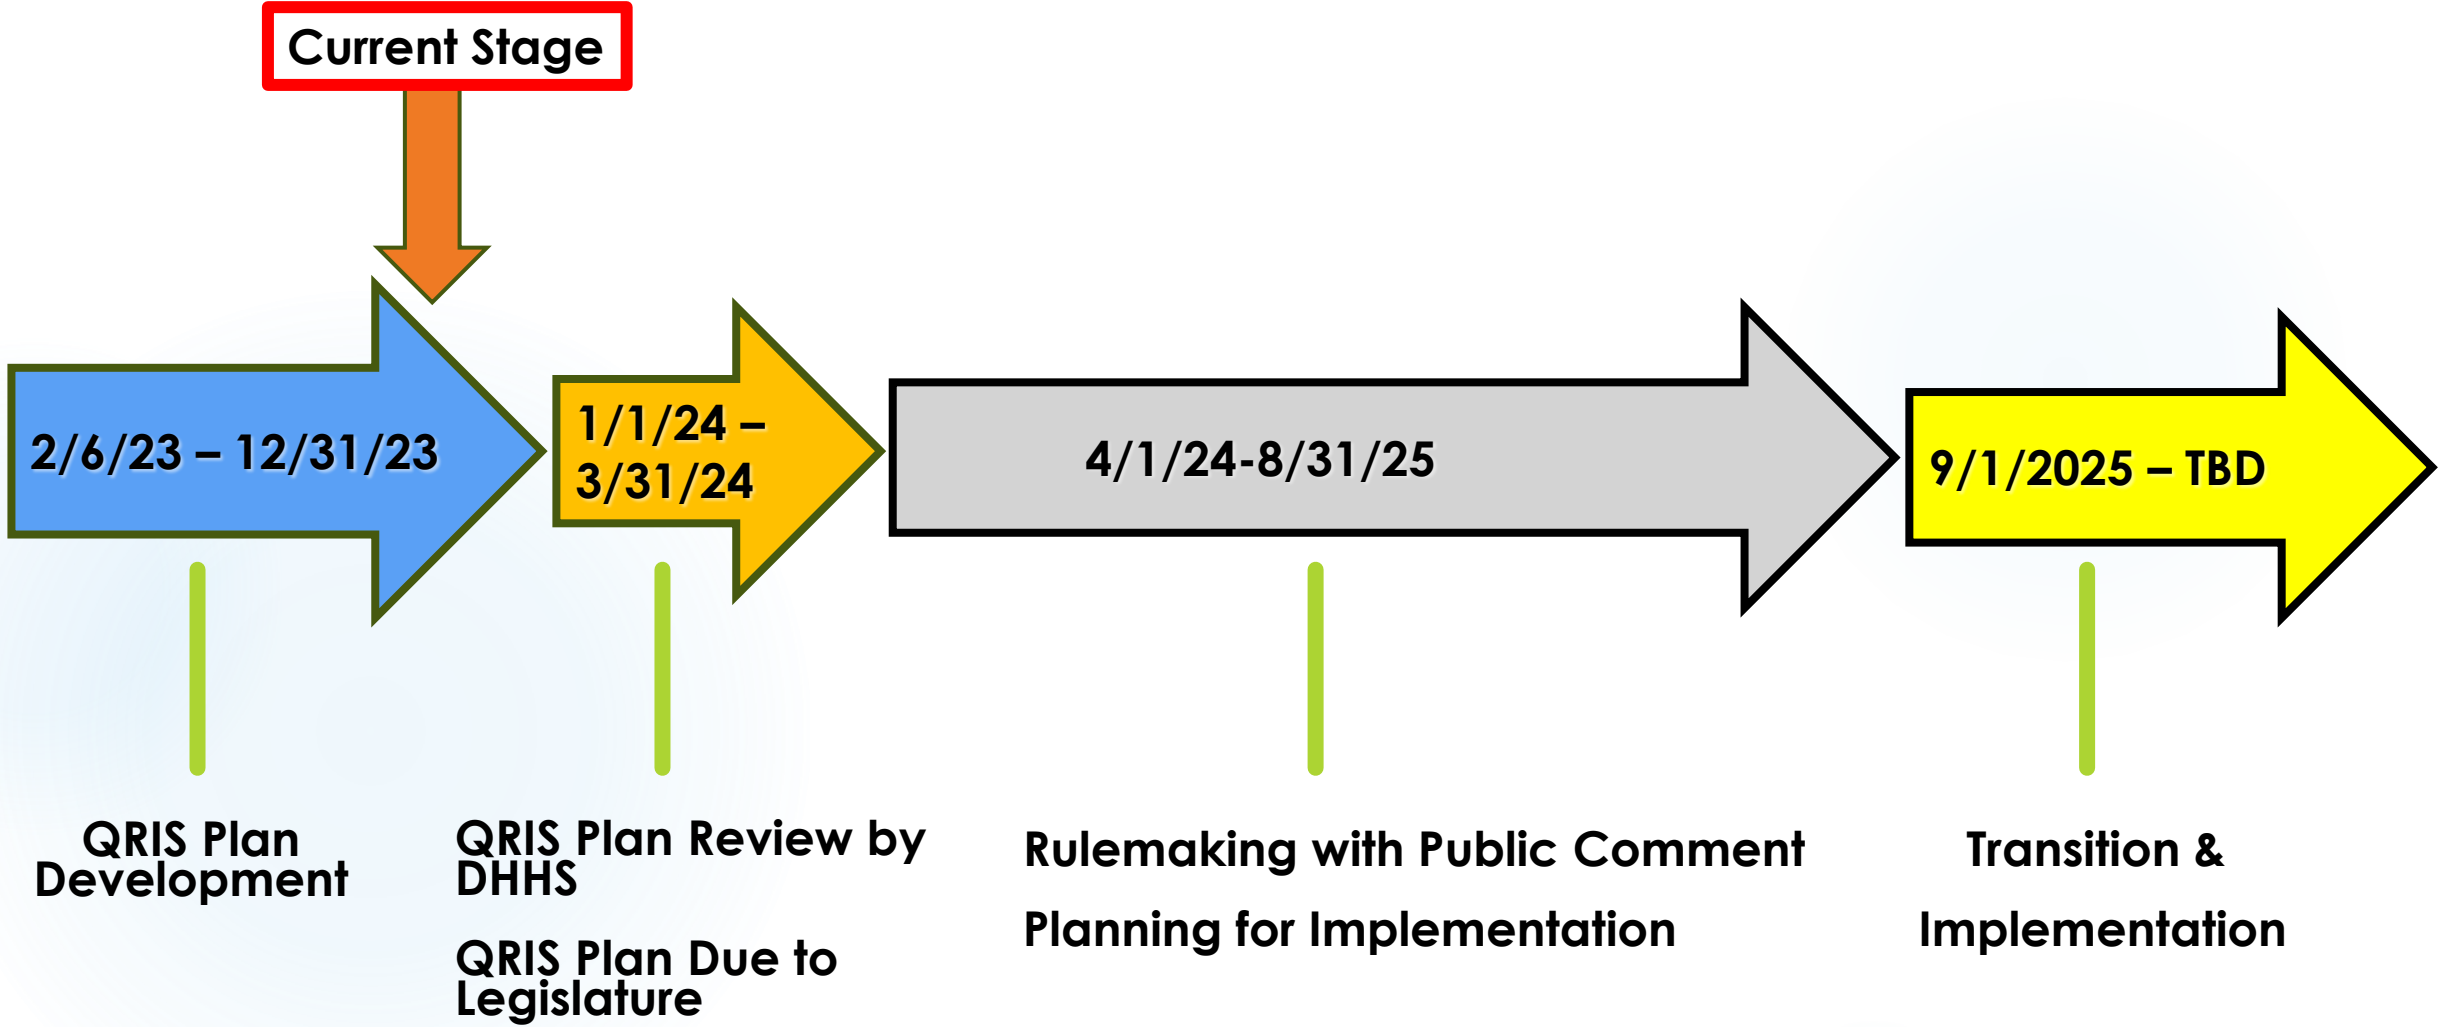 Current Stage
2/6/23 – 12/31/23
1/1/24 –
3/31/24
4/1/24-8/31/25
9/1/2025 – TBD
QRIS Plan
Development
QRIS Plan Review by
DHHS
QRIS Plan Due to
Legislature
Rulemaking with Public Comment
Planning for Implementation
Transition &
Implementation